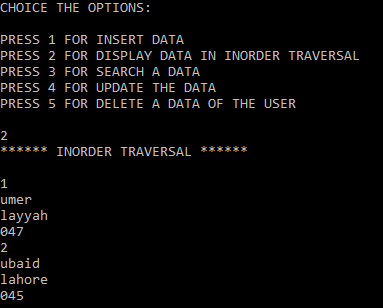 CHOICE THE OPTIONS:
PRESS 1 FOR INSERT DATA
PRESS 2 FOR DISPLAY DATA IN INORDER TRAVERSAL
PRESS 3 FOR SEARCH A DATA
PRESS 4 FOR UPDATE THE DATA
PRESS 5 FOR DELETE A DATA OF THE USER
2
****** INORDER TRAVERSAL ******
1
umer
layyah
047
2
ubaid
lahore
045